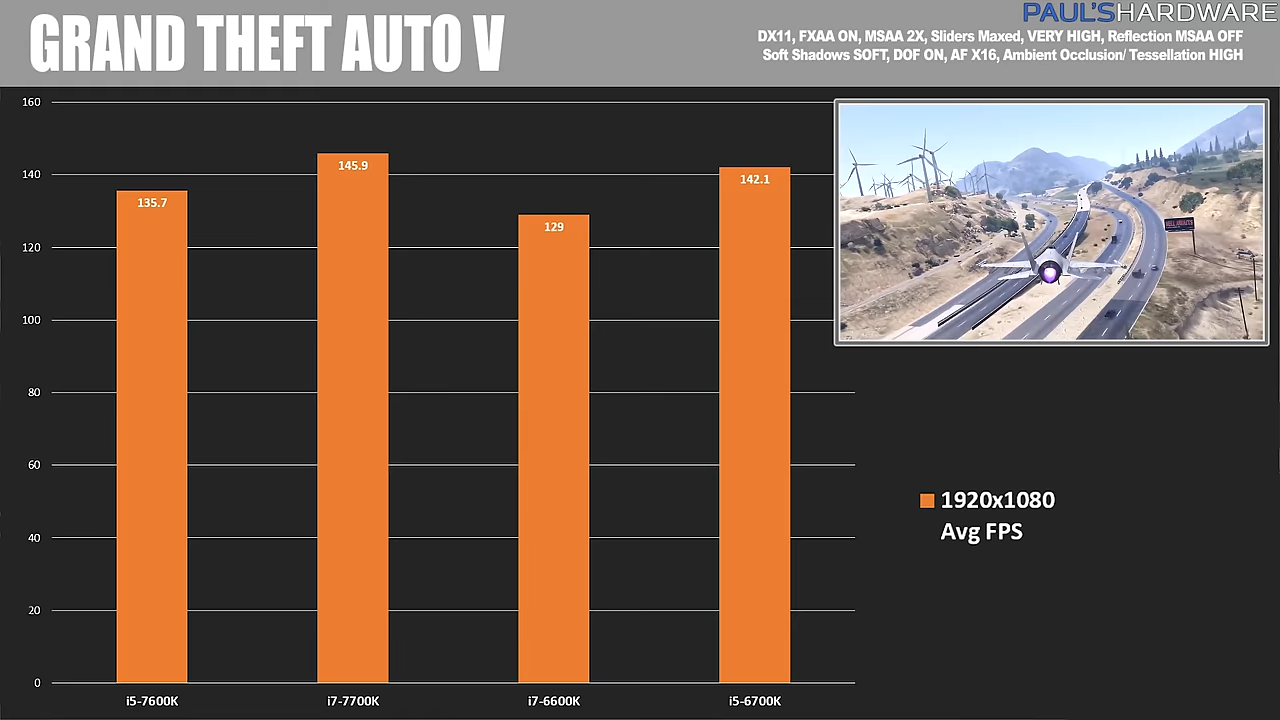 GRAND THEFT AUTO V
PAUL'SHARDWARE
DX11, FXAA ON, MSAA 2X, Sliders Maxed, VERY HIGH, Reflection MSAA OFF
Soft Shadows SOFT, DOF ON, AF X16, Ambient Occlusion/ Tessellation HIGH
160
140
120
100
80
60
40
20
0
135.7
145.9
129
142.1
i5-7600K
i7-7700K
i7-6600K
i5-6700K
1920x1080
Avg FPS